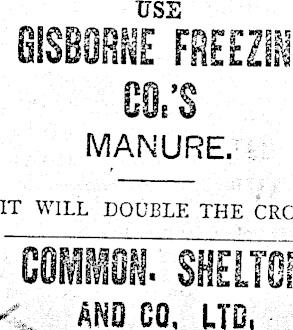 USE
GISBORNE FREEZIN
CO.'S
MANURE.
IT WILL DOUBLE THE CRO
COMMON. SHELTO
AND CO. LTD.